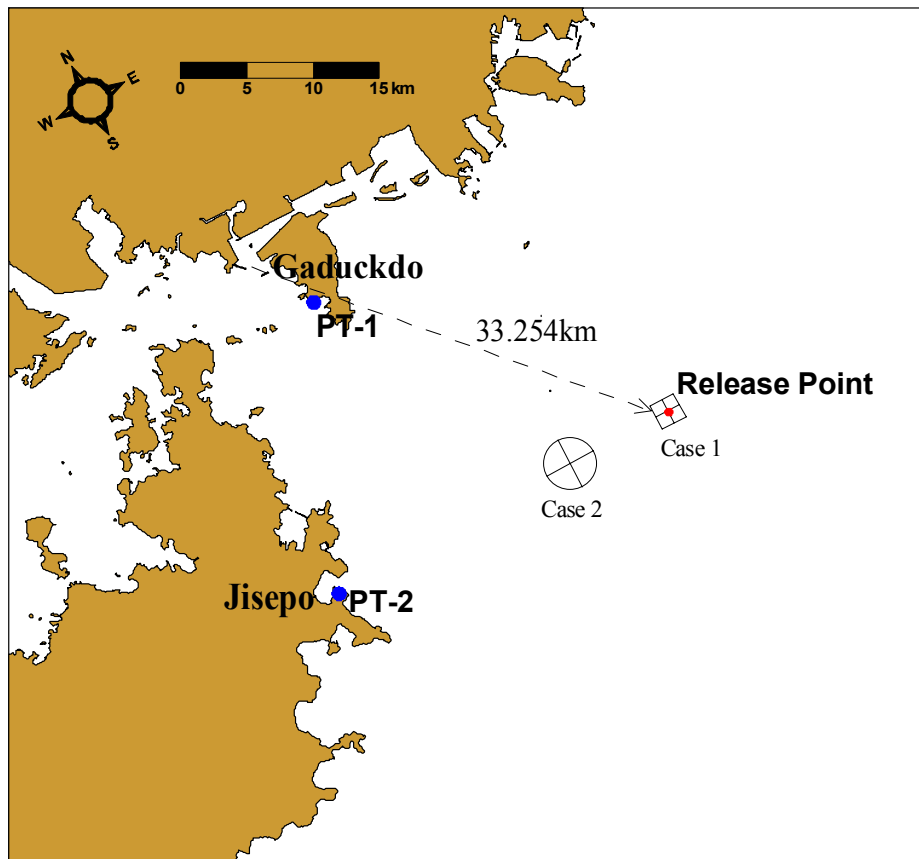 N
E
W
S
0 5 10 15 km
Gaduckdo
PT-1
33.254km
Release Point
Case 1
Case 2
Jisepo
PT-2